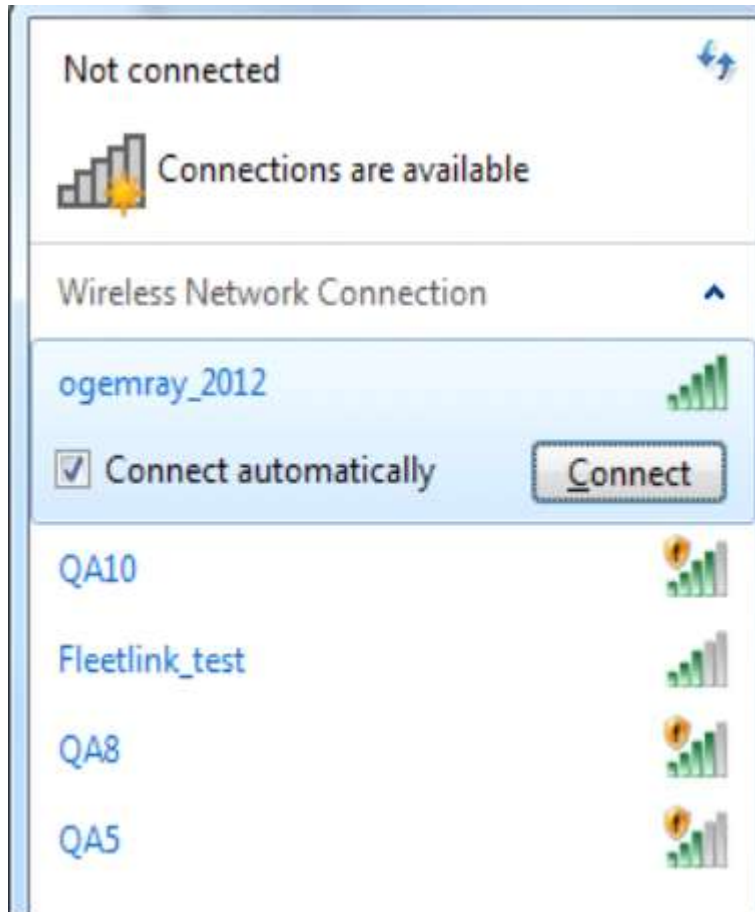 Not connected
Connections are available
Wireless Network Connection
ogemray_2012
Connect automatically Connect
QA10
Fleetlink_test
QA8
QA5